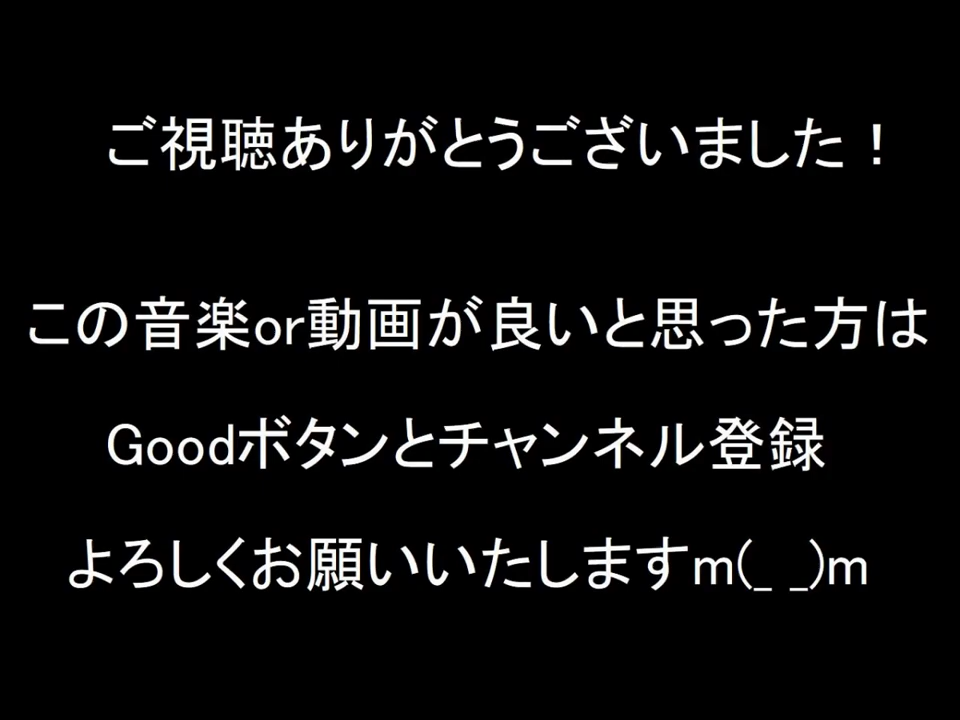 ご視聴ありがとうございました！
この音楽or動画が良いと思った方は
Goodボタンとチャンネル登録
よろしくお願いいたしますm(_ _)m